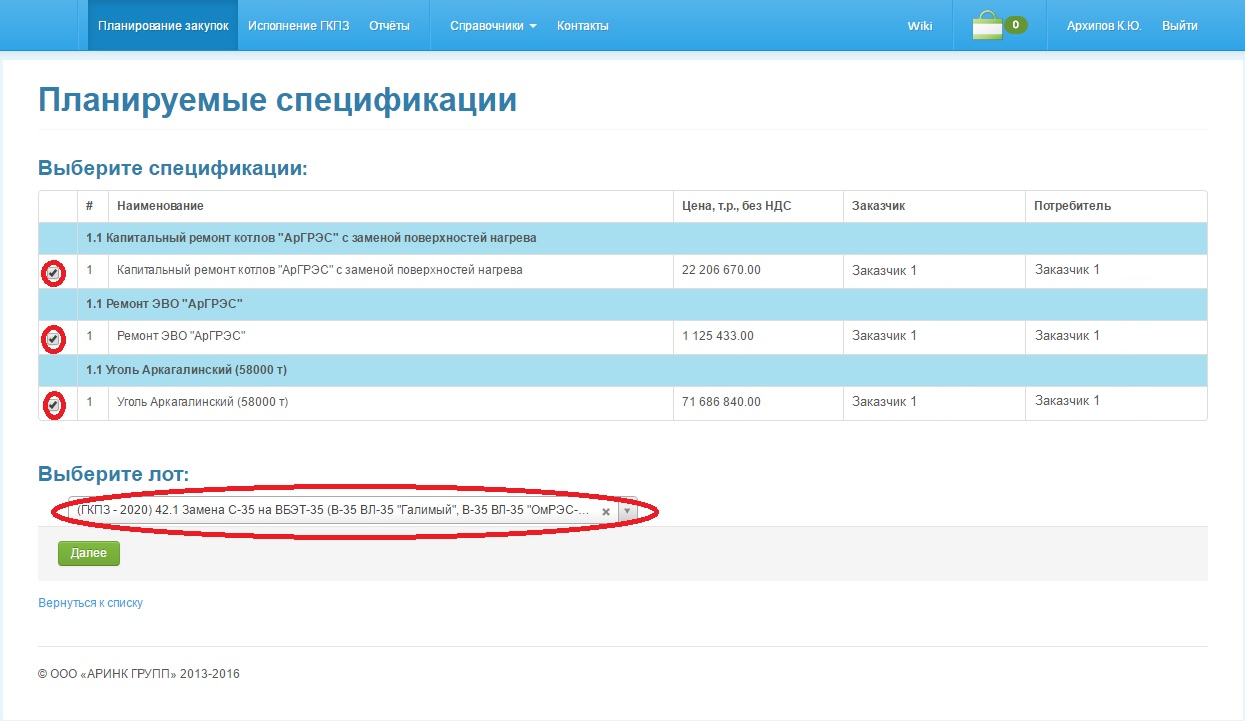 Планирование закупок Исполнение ГКПЗ Отчёты Справочники Контакты Wiki 0 Архипов К.Ю. Выйти
Планируемые спецификации
Выберите спецификации:
# Наименование Цена, т.р., без НДС Заказчик Потребитель
1.1 Капитальный ремонт котлов "АрГРЭС" с заменой поверхностей нагрева
1 Капитальный ремонт котлов "АрГРЭС" с заменой поверхностей нагрева 22 206 670.00 Заказчик 1 Заказчик 1
1.1 Ремонт ЭВО "АрГРЭС"
1 Ремонт ЭВО "АрГРЭС" 1 125 433.00 Заказчик 1 Заказчик 1
1.1 Уголь Аркагалинский (58000 т)
1 Уголь Аркагалинский (58000 т) 71 686 840.00 Заказчик 1 Заказчик 1
Выберите лот:
(ГКПЗ - 2020) 42.1 Замена С-35 на ВБЭТ-35 (В-35 ВЛ-35 "Галимый", В-35 ВЛ-35 "ОмРЭС-...
Далее
Вернуться к списку
© ООО «АРИНК ГРУПП» 2013-2016